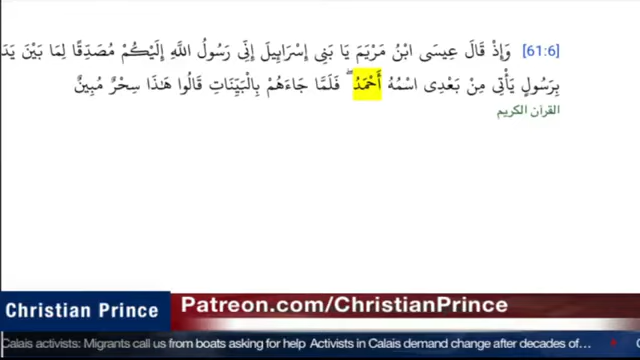 [61:6] وَإِذْ قَالَ عِيسَى ابْنُ مَرْيَمَ يَا بَنِي إِسْرَابِيلَ إِنِّي رَسُولُ اللَّهِ إِلَيْكُمْ مُصَدِّقًا لِمَا بَيْنَ يَدَ
بِرَسُولٍ يَأْتِى مِنْ بَعْدِى اسْمُهُ أَحْمَدُ ۖ فَلَمَّا جَاءَهُمْ بِالْبَيِّنَاتِ قَالُوا هَٰذَا سِحْرٌ مُبِينٌ
القرآن الكريم
Christian Prince
Patreon.com/ChristianPrince
Calais activists: Migrants call us from boats asking for help Activists in Calais demand change after decades of...